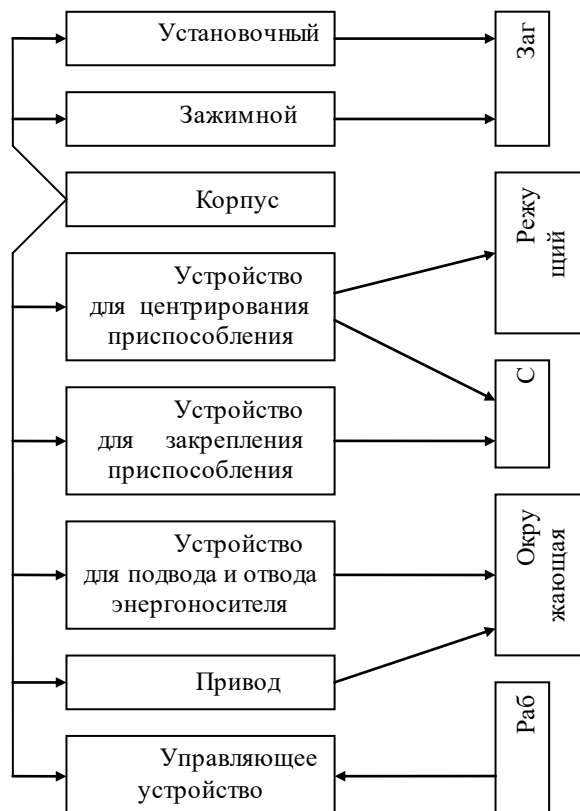 Установочный
Заг
Зажимной
Корпус
Режу
щий
Устройство
для центрирования
приспособления
С
Устройство
для закрепления
приспособления
Устройство
для подвода и отвода
энергоносителя
Окру
жающая
Привод
Раб
Управляющее
устройство